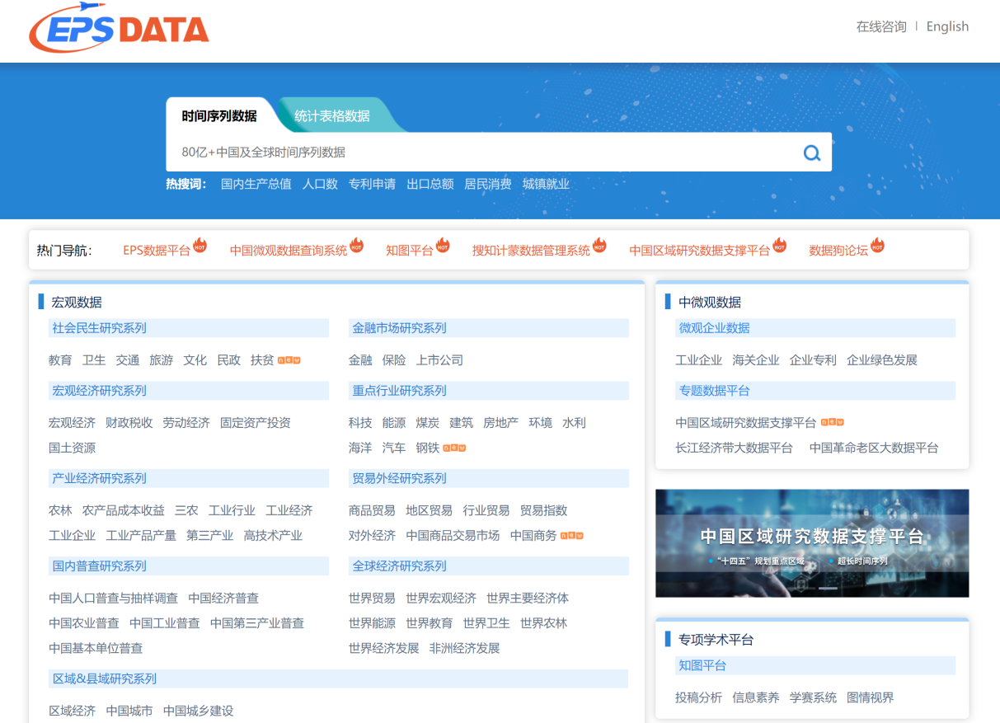 EPS DATA
在线咨询 | English
时间序列数据 统计表格数据
80亿+中国及全球时间序列数据
热搜词： 国内生产总值 人口数 专利申请 出口总额 居民消费 城镇就业
热门导航： EPS数据平台 HOT 中国微观数据查询系统 HOT 知图平台 HOT 搜知计蒙数据管理系统 HOT 中国区域研究数据支撑平台 HOT 数据狗论坛 HOT
宏观数据
社会民生研究系列
教育 卫生 交通 旅游 文化 民政 扶贫 new
宏观经济研究系列
宏观经济 财政税收 劳动经济 固定资产投资
国土资源
产业经济研究系列
农林 农产品成本收益 三农 工业行业 工业经济
工业企业 工业产品产量 第三产业 高技术产业
国内普查研究系列
中国人口普查与抽样调查 中国经济普查
中国农业普查 中国工业普查 中国第三产业普查
中国基本单位普查
金融市场研究系列
金融 保险 上市公司
重点行业研究系列
科技 能源 煤炭 建筑 房地产 环境 水利
海洋 汽车 钢铁 new
贸易外经研究系列
商品贸易 地区贸易 行业贸易 贸易指数
对外经济 中国商品交易市场 中国商务 new
全球经济研究系列
世界贸易 世界宏观经济 世界主要经济体
世界能源 世界教育 世界卫生 世界农林
世界经济发展 非洲经济发展
区域&县域研究系列
区域经济 中国城市 中国城乡建设
中微观数据
微观企业数据
工业企业 海关企业 企业专利 企业绿色发展
专题数据平台
中国区域研究数据支撑平台 new
长江经济带大数据平台 中国革命老区大数据平台
中国区域研究数据支撑平台
“十四五”规划重点区域 超长时间序列
专项学术平台
知图平台
投稿分析 信息素养 学赛系统 图情视界